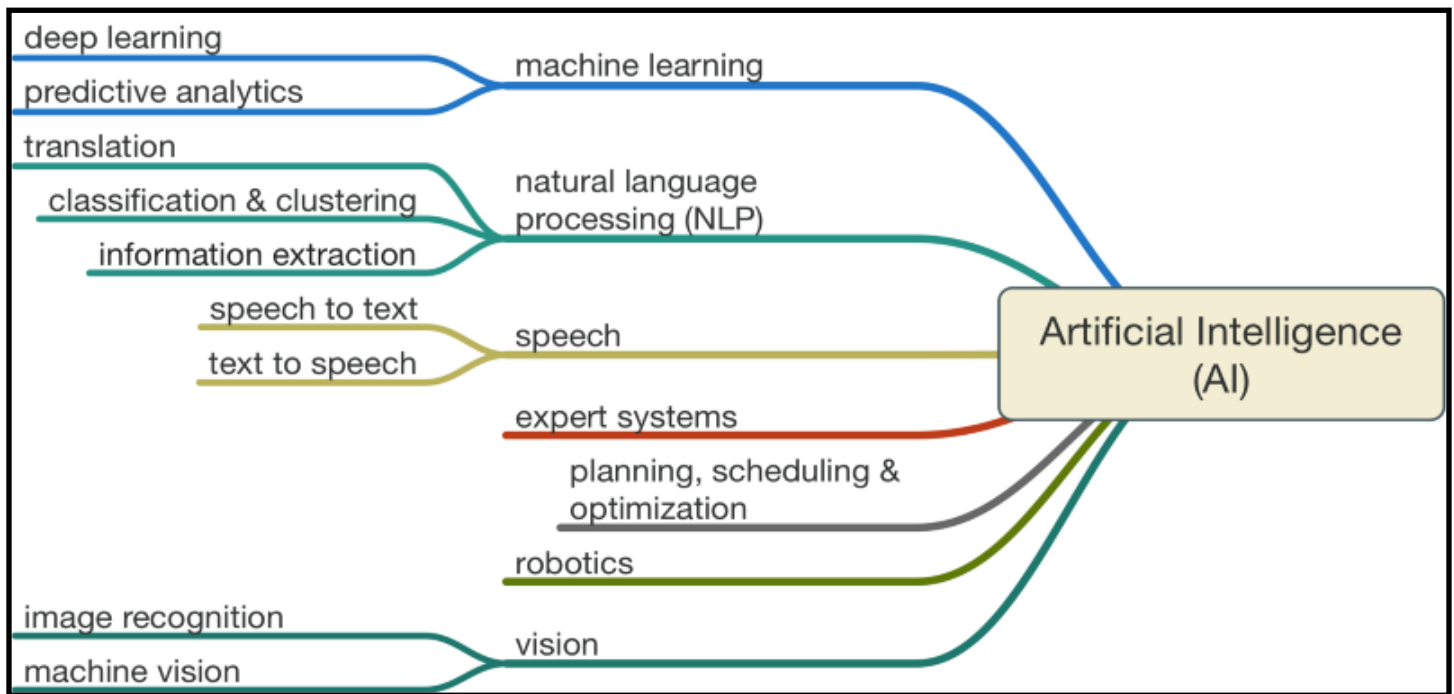 deep learning
machine learning
predictive analytics
translation
natural language
processing (NLP)
classification & clustering
information extraction
speech to text
speech
text to speech
Artificial Intelligence
(AI)
expert systems
planning, scheduling &
optimization
robotics
image recognition
vision
machine vision